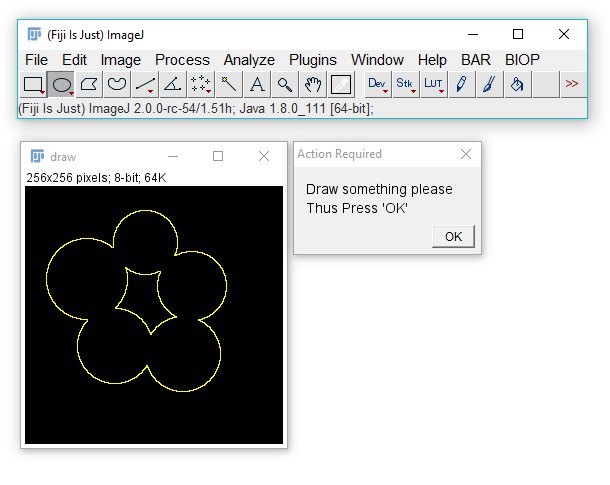 (Fiji Is Just) ImageJ
File Edit Image Process Analyze Plugins Window Help BAR BIOP
A Dev Stk LUT >>
(Fiji Is Just) ImageJ 2.0.0-rc-54/1.51h; Java 1.8.0_111 [64-bit];
draw
256x256 pixels; 8-bit; 64K
Action Required
Draw something please
Thus Press 'OK'
OK